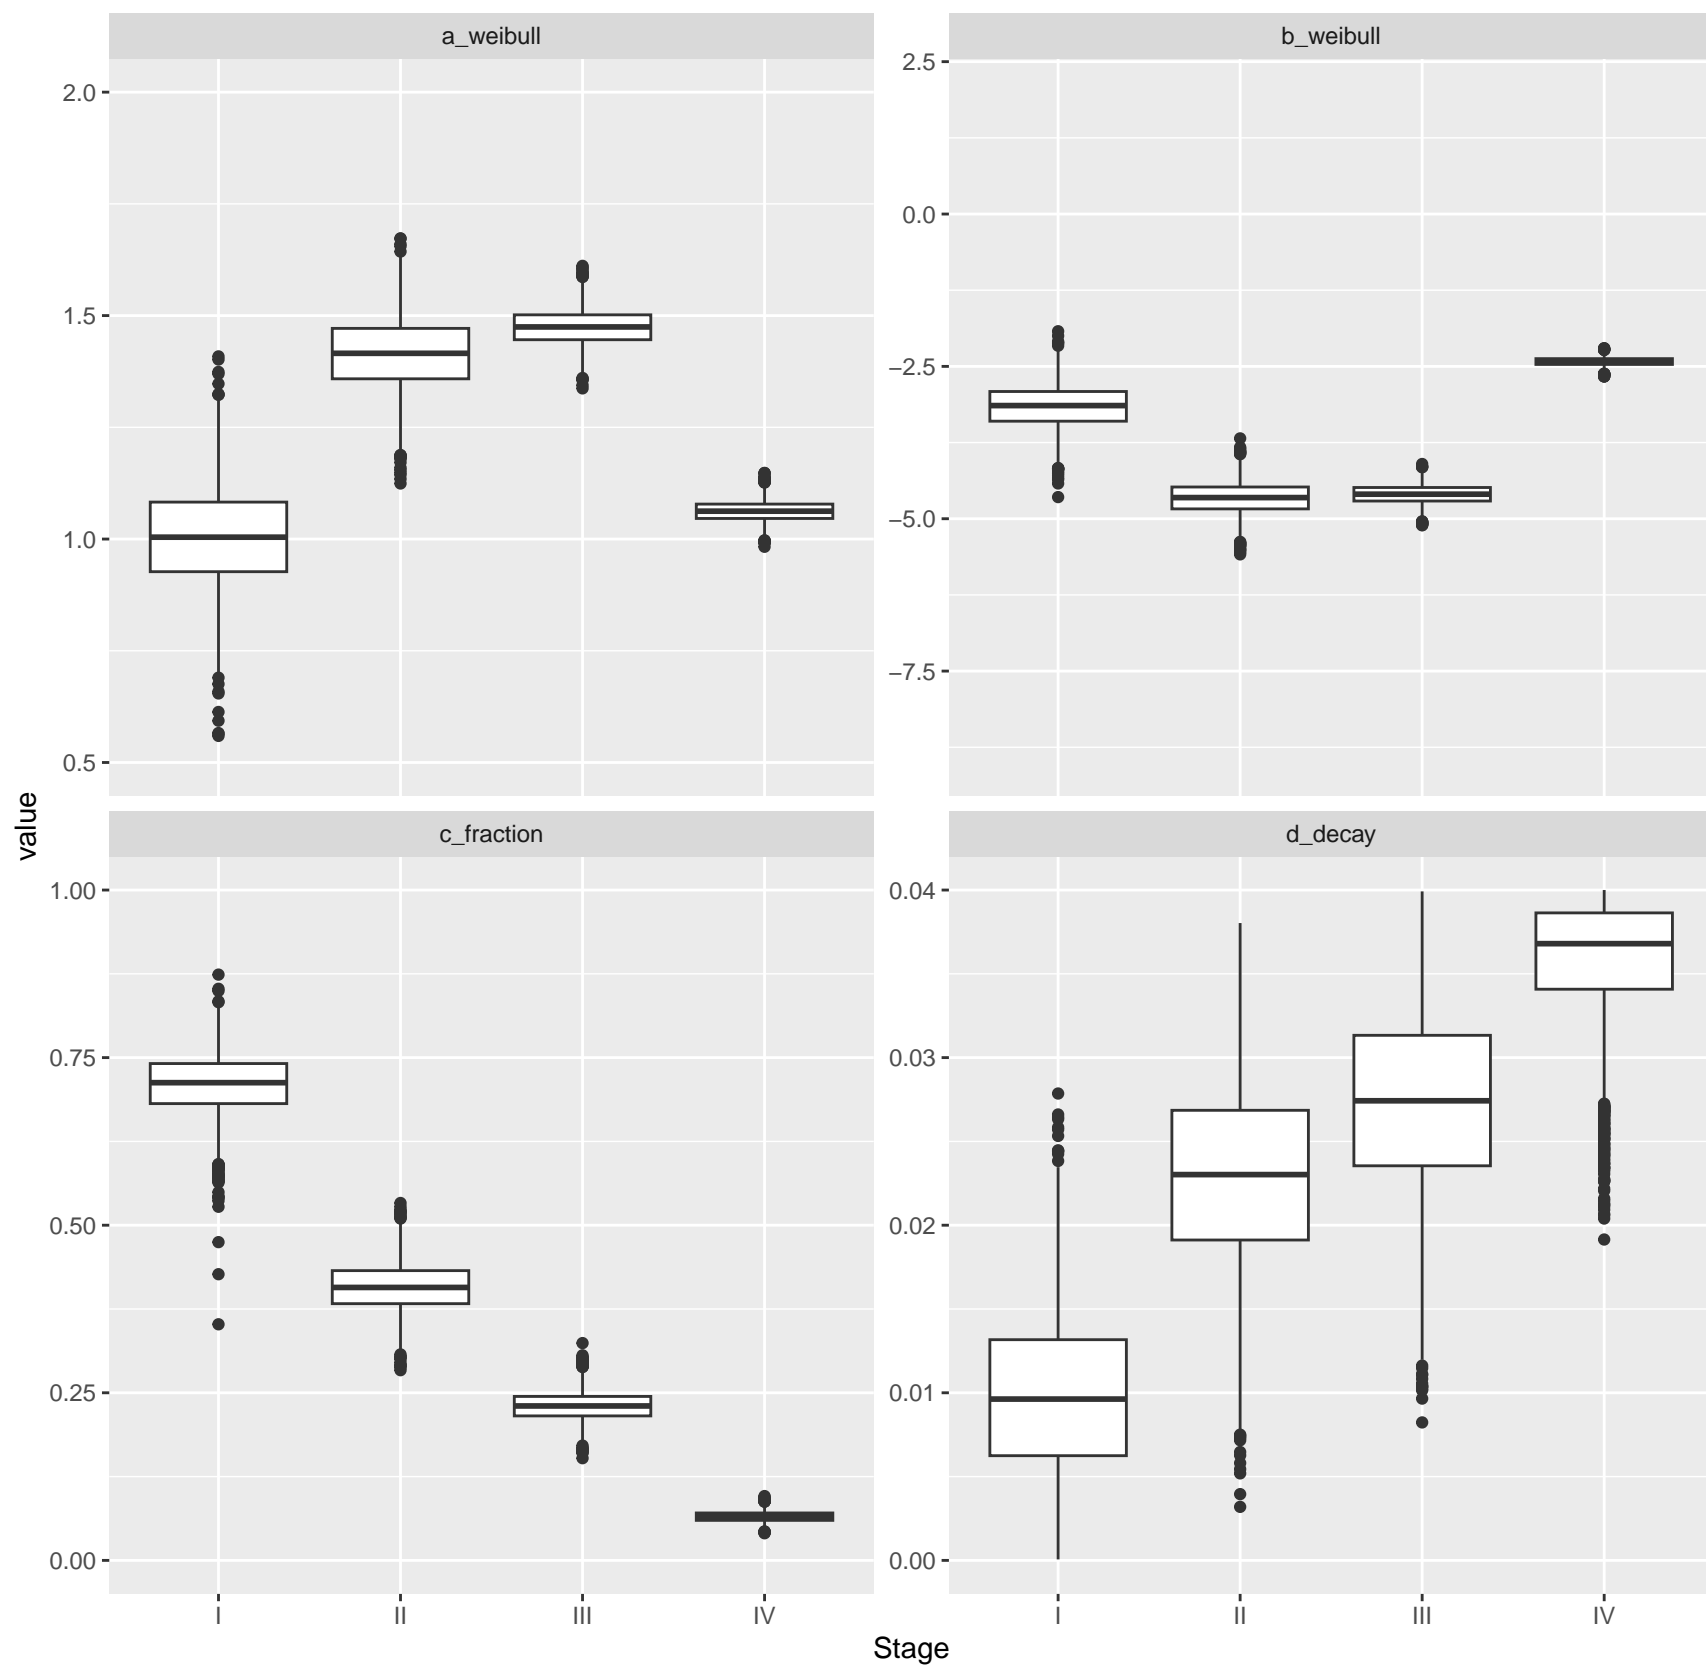 a_weibull
b_weibull
2.0
1.5
1.0
0.5
2.5
0.0
−2.5
−5.0
−7.5
value
c_fraction
d_decay
1.00
0.75
0.50
0.25
0.00
0.04
0.03
0.02
0.01
0.00
I II III IV
I II III IV
Stage